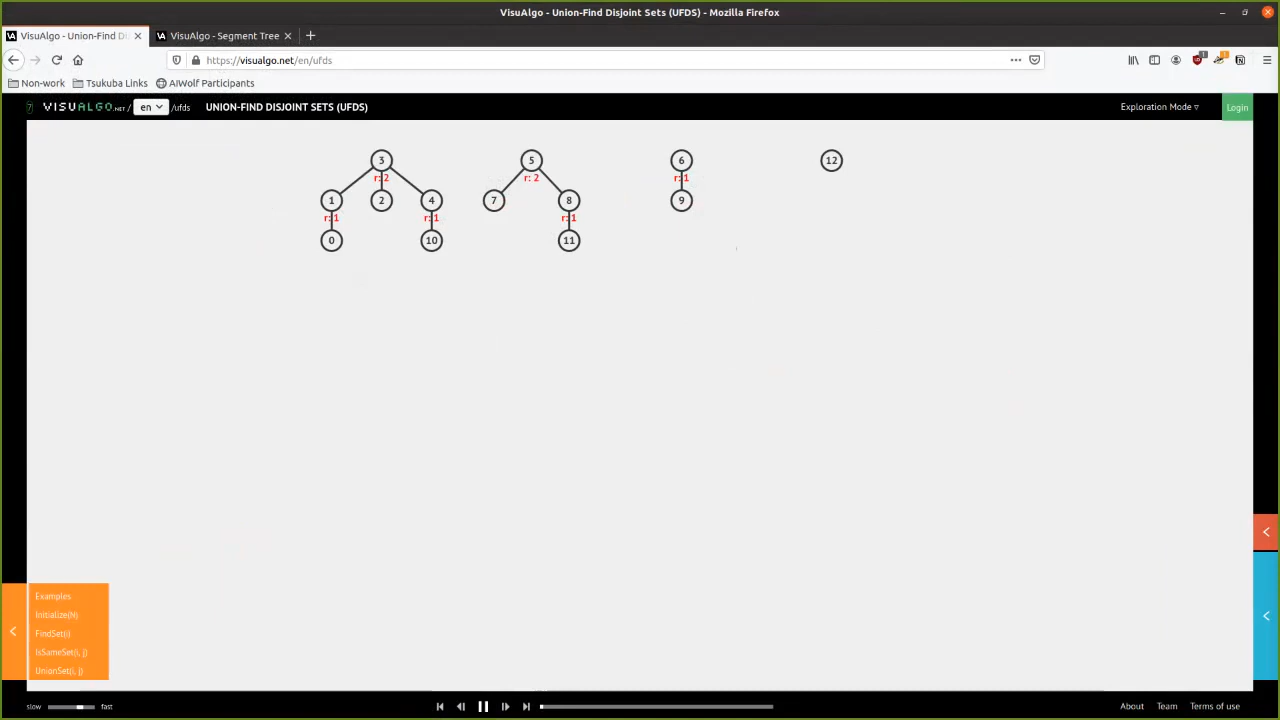 VisuAlgo - Union-Find Disjoint Sets (UFDS) - Mozilla Firefox
VisuAlgo - Union-Find Di
VisuAlgo - Segment Tree
https://visualgo.net/en/ufds
Non-work
Tsukuba Links
AIWolf Participants
7 VISUALGO.NET / en /ufds UNION-FIND DISJOINT SETS (UFDS) Exploration Mode ▿ Login
3 5 6 12
r: 2 r: 2 r: 1
1 2 4 7 8 9
r: 1 r: 1 r: 1
0 10 11
Examples
Initialize(N)
FindSet(i)
IsSameSet(i, j)
UnionSet(i, j)
slow fast About Team Terms of use